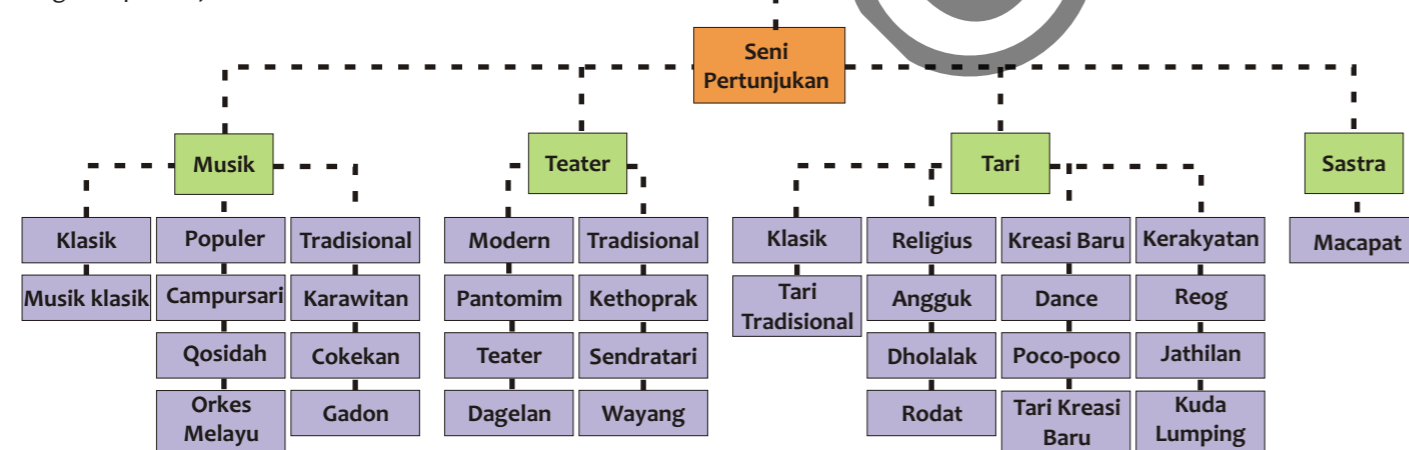 Seni
Pertunjukan
Musik
Teater
Tari
Sastra
Klasik
Populer
Tradisional
Modern
Tradisional
Klasik
Religius
Kreasi Baru
Kerakyatan
Macapat
Musik klasik
Campursari
Karawitan
Pantomim
Kethoprak
Tari
Tradisional
Angguk
Dance
Reog
Qosidah
Cokekan
Teater
Sendratari
Dholalak
Poco-poco
Jathilan
Orkes
Melayu
Gadon
Dagelan
Wayang
Rodat
Tari Kreasi
Baru
Kuda
Lumping